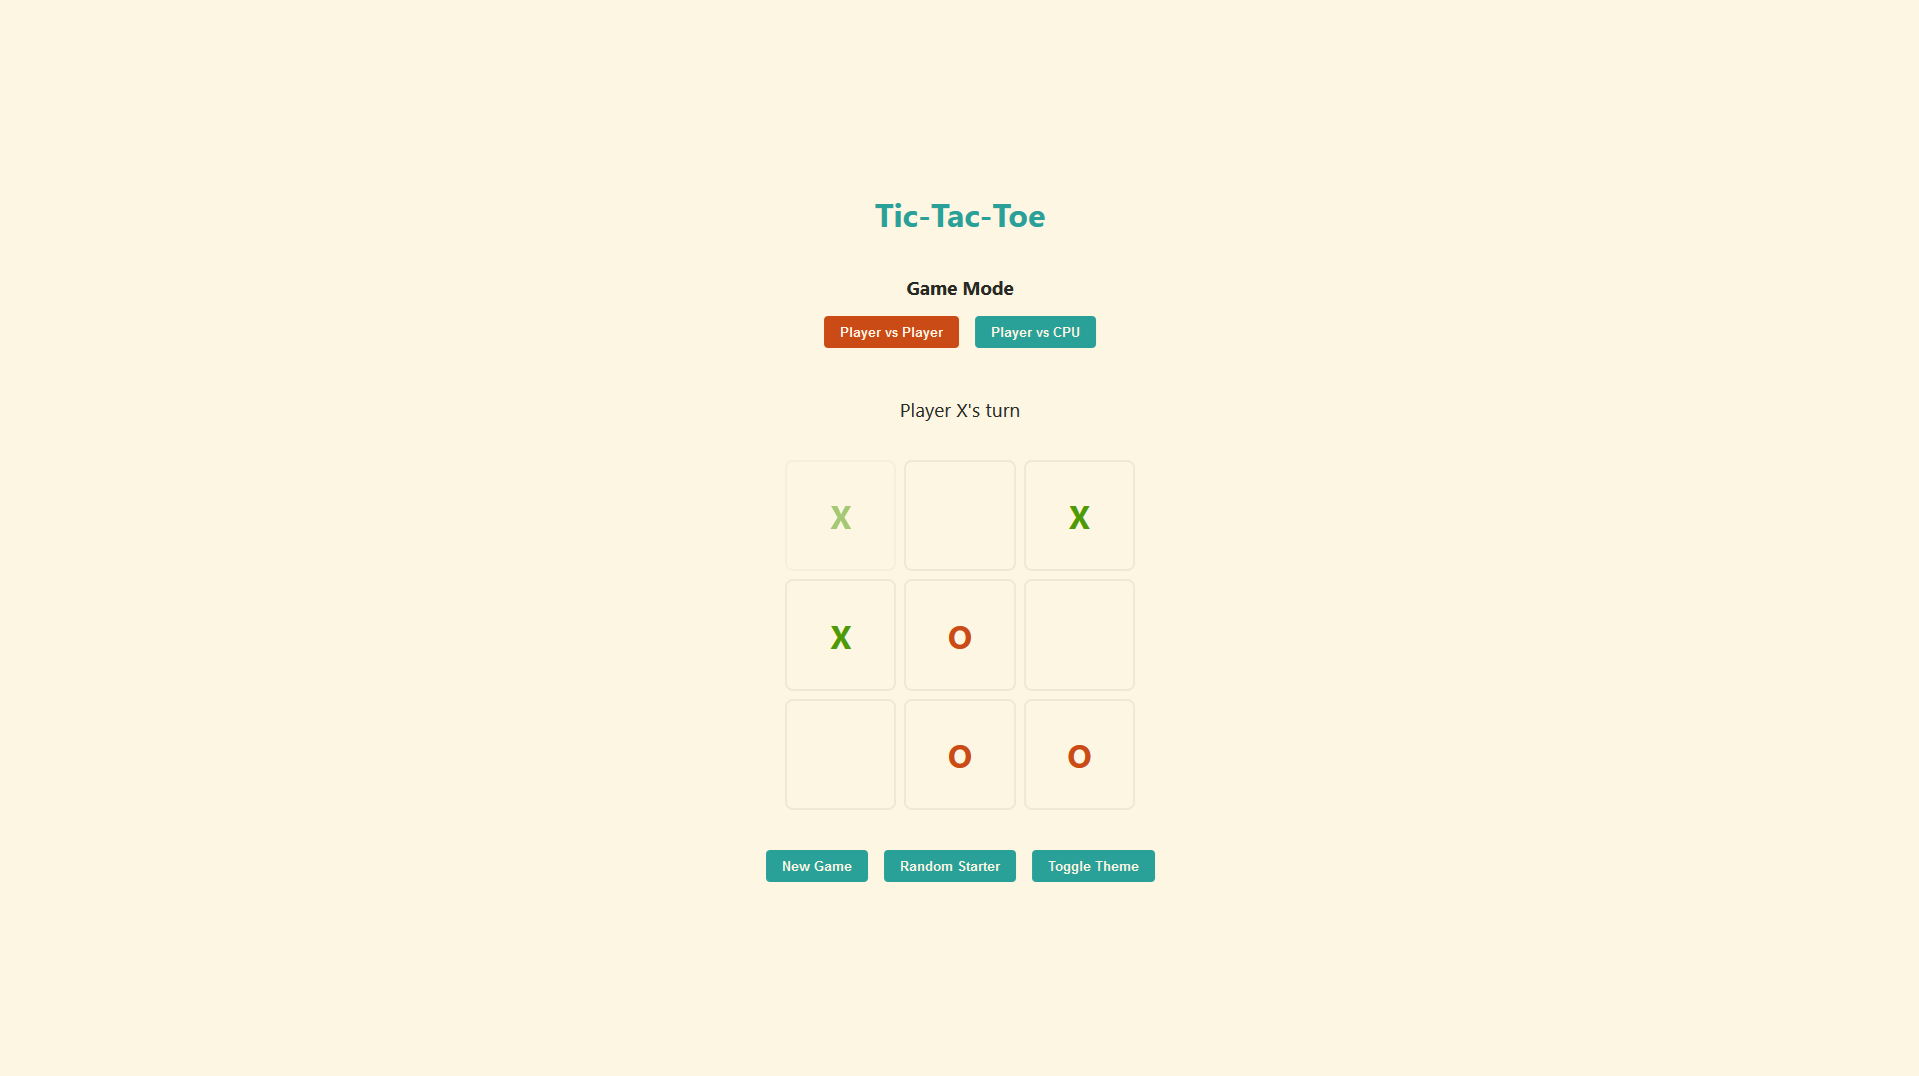 Tic-Tac-Toe
Game Mode
Player vs Player Player vs CPU
Player X's turn
X X
X O
O O
New Game Random Starter Toggle Theme